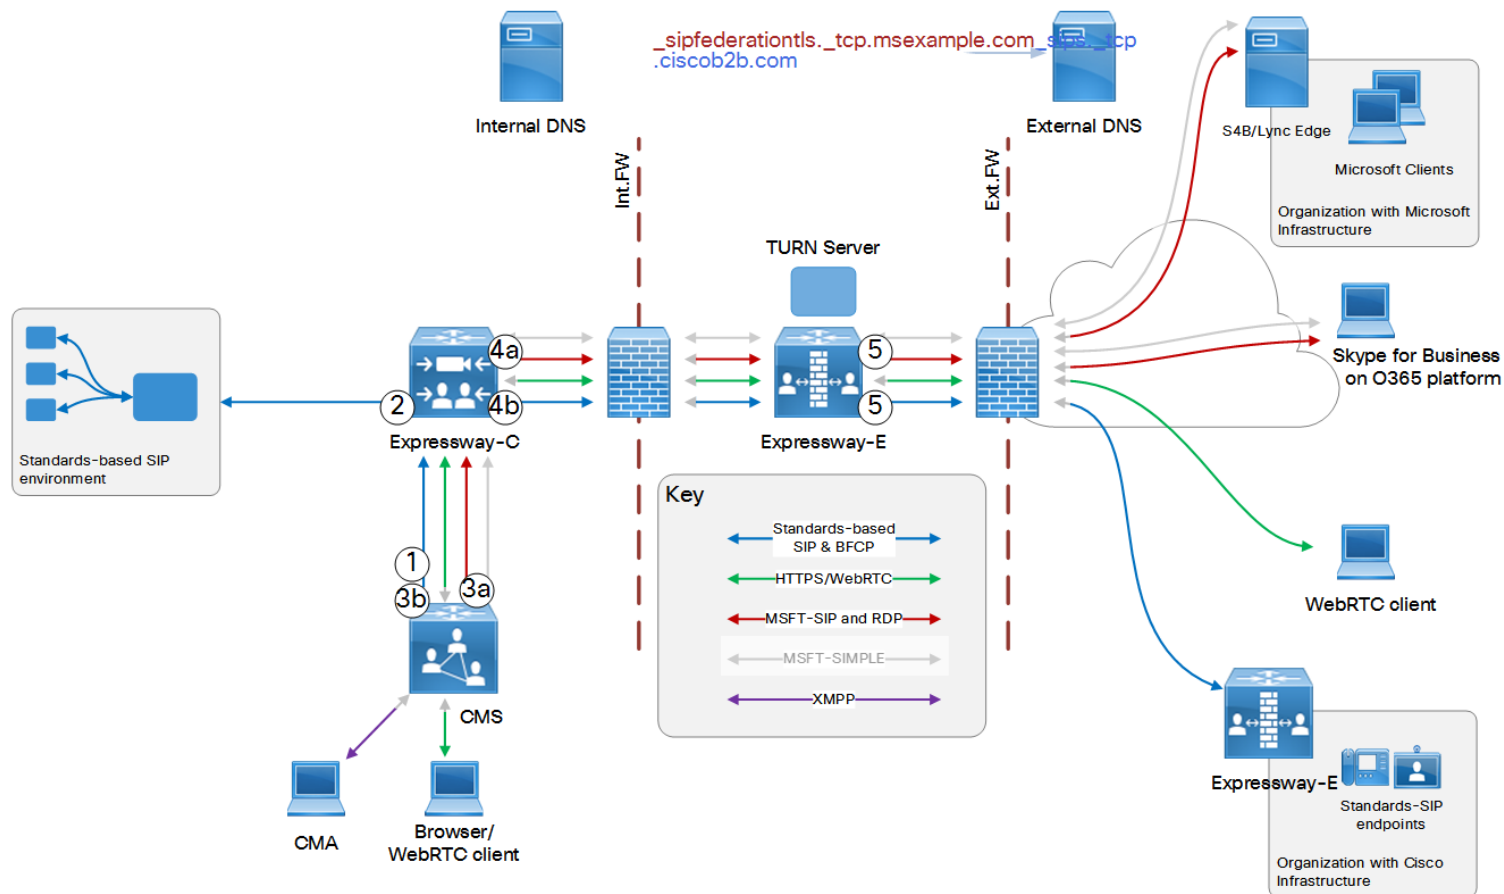 _sipfederationtls._tcp.msexample.com_sips._tcp
.ciscob2b.com
Internal DNS
External DNS
S4B/Lync Edge
Microsoft Clients
Organization with Microsoft
Infrastructure
Int.FW
Ext.FW
TURN Server
4a
5
Skype for Business
on O365 platform
2
4b
5
Expressway-C
Expressway-E
Standards-based SIP
environment
Key
Standards-based
SIP & BFCP
HTTPS/WebRTC
MSFT-SIP and RDP
MSFT-SIMPLE
XMPP
1
3b
3a
WebRTC client
CMS
CMA
Browser/
WebRTC client
Expressway-E
Standards-SIP
endpoints
Organization with Cisco
Infrastructure